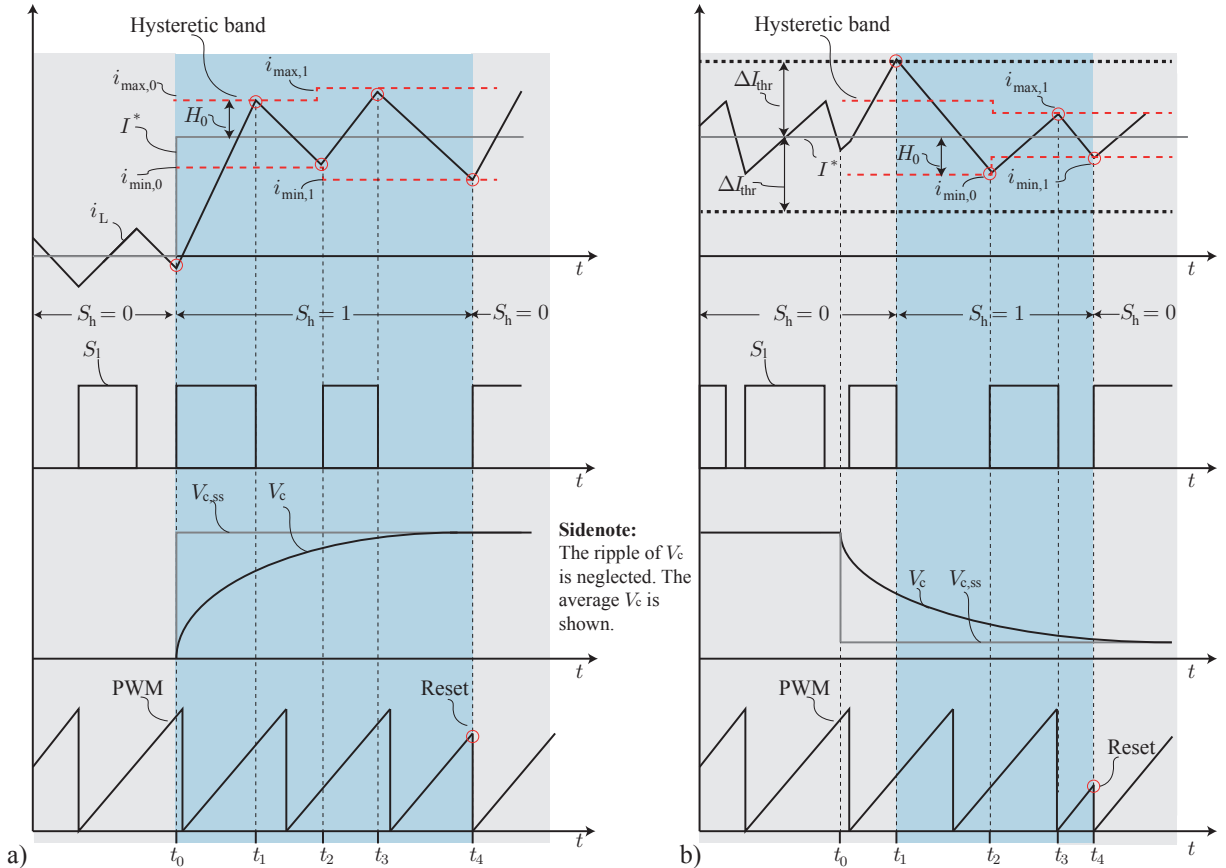 Hysteretic band
i_max,0
i_max,1
H_0
I*
i_min,0
i_min,1
i_L
t
S_h = 0
S_h = 1
S_h = 0
S_1
t
V_c,ss
V_c
t
PWM
Reset
t
t_0
t_1
t_2
t_3
t_4
a)
Sidenote:
The ripple of V_c
is neglected. The
average V_c is
shown.
Hysteretic band
ΔI_thr
i_max,1
H_0
I*
ΔI_thr
i_min,0
i_min,1
t
S_h = 0
S_h = 1
S_h = 0
S_1
t
V_c
V_c,ss
t
PWM
Reset
t
t_0
t_1
t_2
t_3
t_4
b)